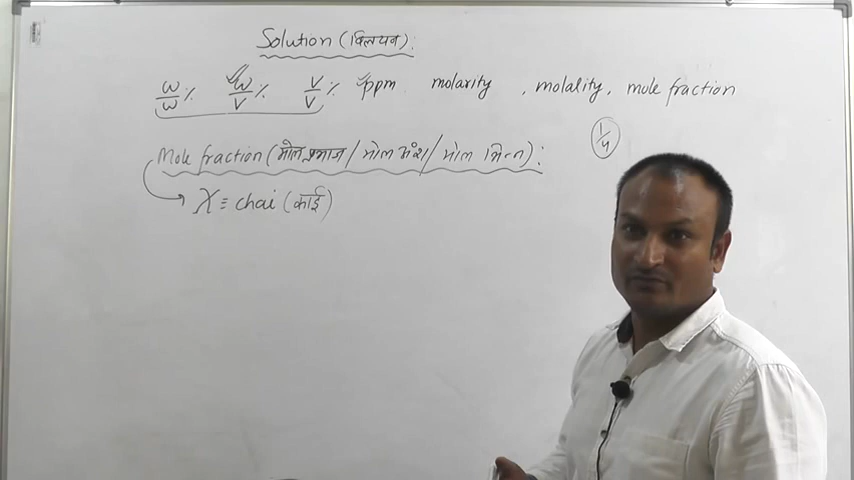 Solution (विलयन):
w/w % w/v % v/v % ppm molarity, molality, mole fraction
Mole fraction (मोल प्रभाज / मोल अंश / मोल भिन्न):
1/4
χ ≡ chai (काई)